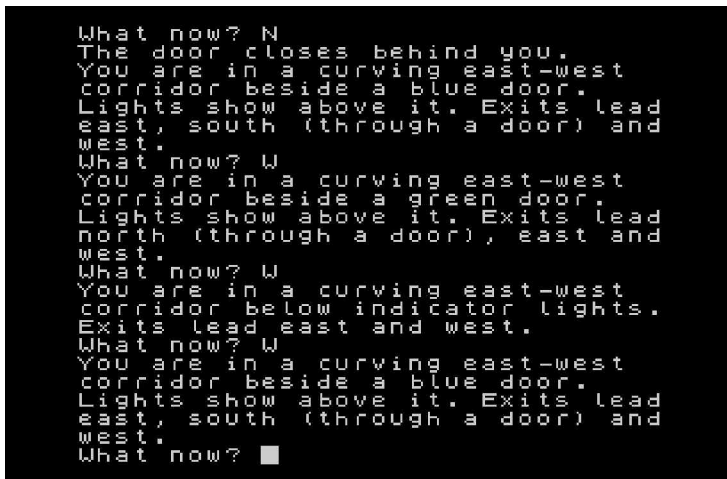 What now? N
The door closes behind you.
You are in a curving east-west
corridor beside a blue door.
Lights show above it. Exits lead
east, south (through a door) and
west.
What now? W
You are in a curving east-west
corridor beside a green door.
Lights show above it. Exits lead
north (through a door), east and
west.
What now? W
You are in a curving east-west
corridor below indicator lights.
Exits lead east and west.
What now? W
You are in a curving east-west
corridor beside a blue door.
Lights show above it. Exits lead
east, south (through a door) and
west.
What now?